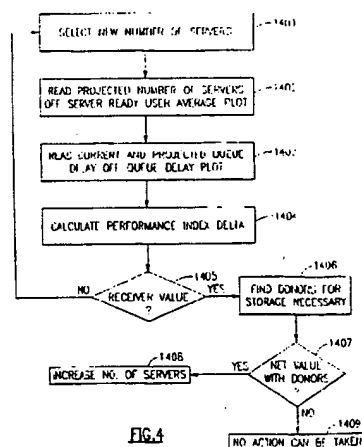 1401
SELECT NEW NUMBER OF SERVERS
1402
READ PROJECTED NUMBER OF SERVERS
OFF SERVER READY USER AVERAGE PLOT
1403
READ CURRENT AND PROJECTED QUEUE
DELAY OFF QUEUE DELAY PLOT
1404
CALCULATE PERFORMANCE INDEX DELTA
1405
NO
RECEIVER VALUE
?
YES
1406
FIND DONORS FOR
STORAGE NECESSARY
1407
1408
INCREASE NO. OF SERVERS
YES
NET VALUE
WITH DONORS
?
NO
1409
FIG.4
NO ACTION CAN BE TAKEN